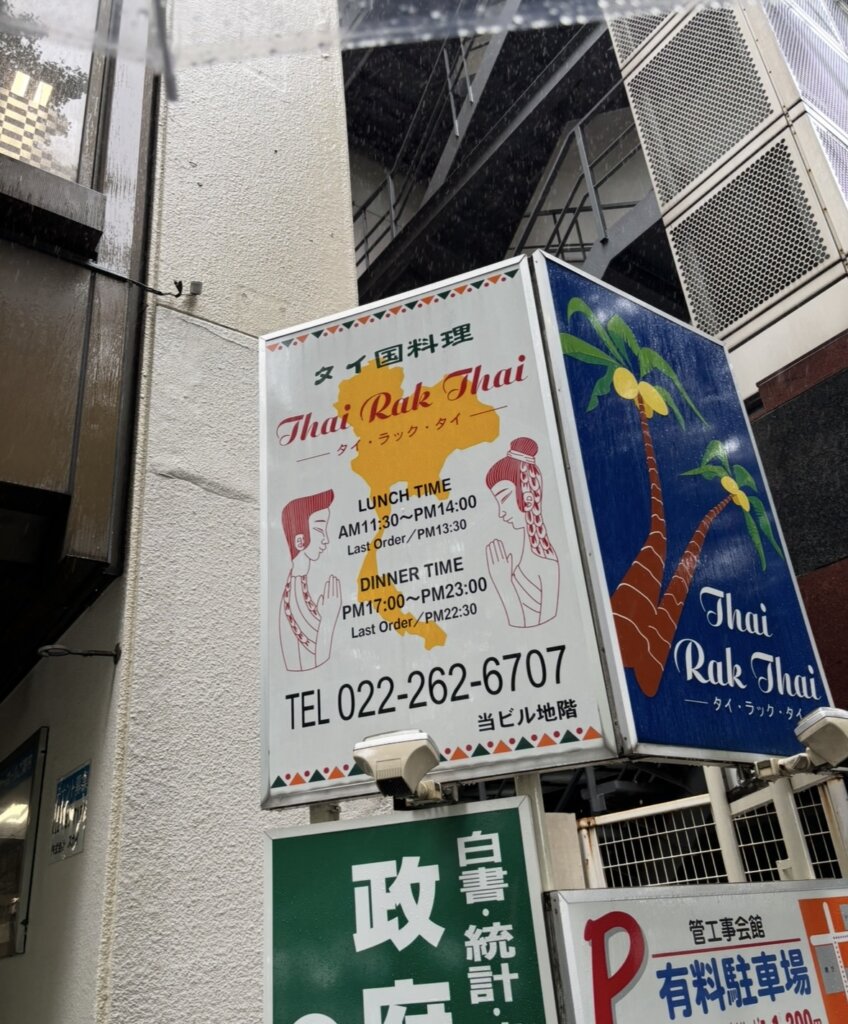 タイ国料理
Thai Rak Thai
タイ・ラック・タイ
LUNCH TIME
AM11:30～PM14:00
Last Order／PM13:30
DINNER TIME
PM17:00～PM23:00
Last Order／PM22:30
TEL 022-262-6707
当ビル地階
Thai
Rak Thai
タイ・ラック・タイ
白書・統計・
政府
P
管工事会館
有料駐車場